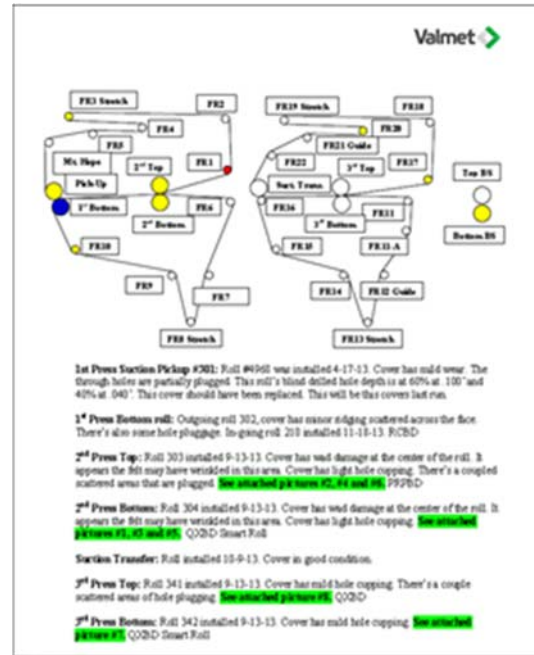 Valmet
FR3 Stretch
FR2
FR19 Stretch
FR18
FR4
FR20
FR5
FR21 Guide
Mt. Hope
2nd Top
FR1
FR22
3rd Top
FR17
Top BS
Pick-Up
Suct. Trans.
1st Bottom
FR6
FR16
FR11
2nd Bottom
3rd Bottom
Bottom BS
FR10
FR15
FR11-A
FR9
FR7
FR14
FR12 Guide
FR8 Stretch
FR13 Stretch
1st Press Suction Pickup #301: Roll #4968 was installed 4-17-13. Cover has mild wear. The
through holes are partially plugged. This roll's blind drilled hole depth is at 60% at .100" and
40% at .040". This cover should have been replaced. This will be this covers last run.
1st Press Bottom roll: Outgoing roll 302, cover has minor ridging scattered across the face.
There's also some hole pluggage. In-going roll 210 installed 11-18-13. RCBD
2nd Press Top: Roll 303 installed 9-13-13. Cover has wad damage at the center of the roll. It
appears the felt may have wrinkled in this area. Cover has light hole cupping. There's a coupled
scattered areas that are plugged. See attached pictures #2, #4 and #6. PRPBD
2nd Press Bottom: Roll 304 installed 9-13-13. Cover has wad damage at the center of the roll. It
appears the felt may have wrinkled in this area. Cover has light hole cupping. See attached
pictures #1, #3 and #5. QXBD Smart Roll
Suction Transfer: Roll installed 10-9-13. Cover in good condition.
3rd Press Top: Roll 341 installed 9-13-13. Cover has mild hole cupping. There's a couple
scattered areas of hole plugging. See attached picture #8. QXBD
3rd Press Bottom: Roll 342 installed 9-13-13. Cover has mild hole cupping. See attached
picture #7. QXBD Smart Roll